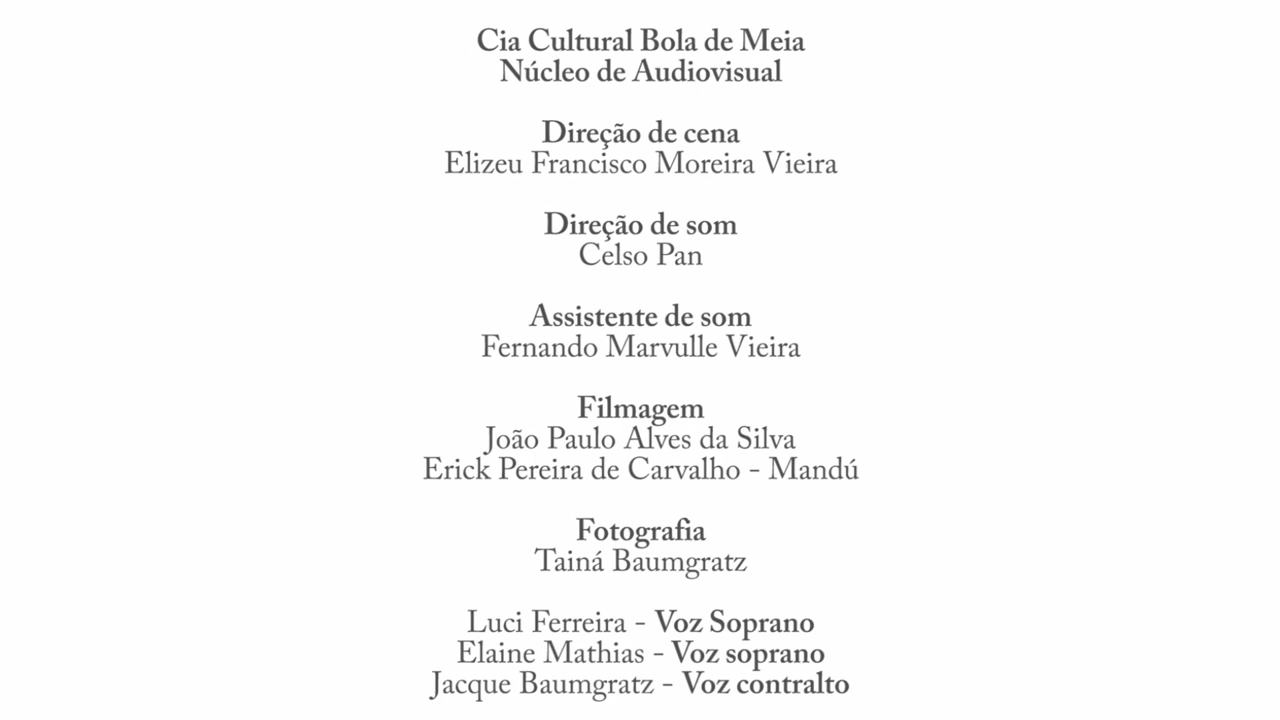 Cia Cultural Bola de Meia
Núcleo de Audiovisual
Direção de cena
Elizeu Francisco Moreira Vieira
Direção de som
Celso Pan
Assistente de som
Fernando Marvulle Vieira
Filmagem
João Paulo Alves da Silva
Erick Pereira de Carvalho - Mandú
Fotografia
Tainá Baumgratz
Luci Ferreira - Voz Soprano
Elaine Mathias - Voz soprano
Jacque Baumgratz - Voz contralto